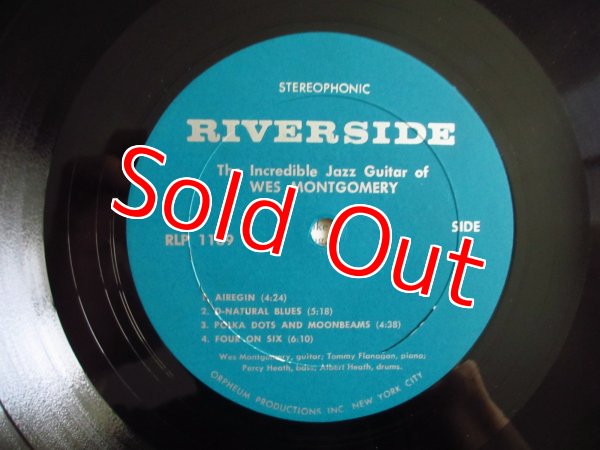 STEREOPHONIC
RIVERSIDE
The Incredible Jazz Guitar of
WES MONTGOMERY
SIDE
RLP
Sold Out
1. AIREGIN (4:24)
2. D-NATURAL BLUES (5:18)
3. POLKA DOTS AND MOONBEAMS (4:38)
4. FOUR ON SIX (6:10)
Wes Montgomery, guitar; Tommy Flanagan, piano;
Percy Heath, bass; Albert Heath, drums.
ORPHEUM PRODUCTIONS INC. NEW YORK CITY